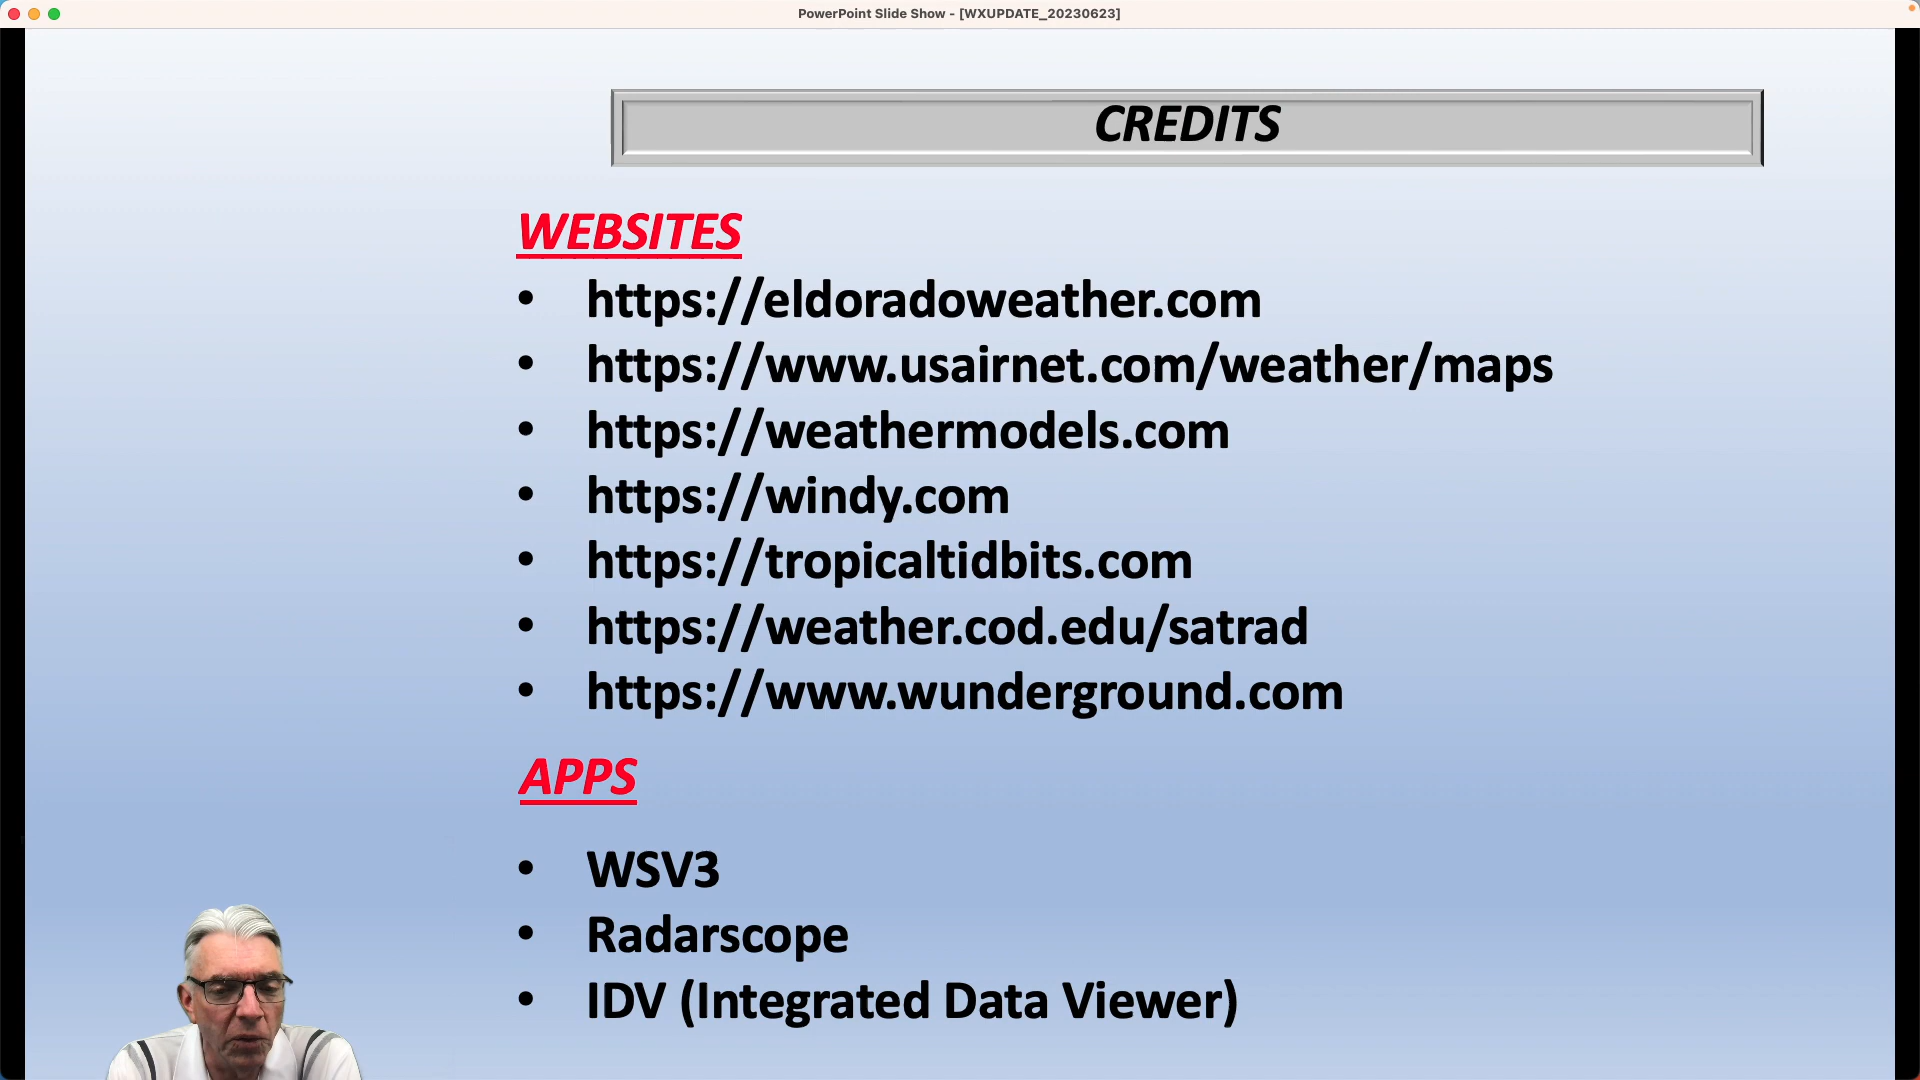 PowerPoint Slide Show - [WXUPDATE_20230623]
CREDITS
WEBSITES
• https://eldoradoweather.com
• https://www.usairnet.com/weather/maps
• https://weathermodels.com
• https://windy.com
• https://tropicaltidbits.com
• https://weather.cod.edu/satrad
• https://www.wunderground.com
APPS
• WSV3
• Radarscope
• IDV (Integrated Data Viewer)